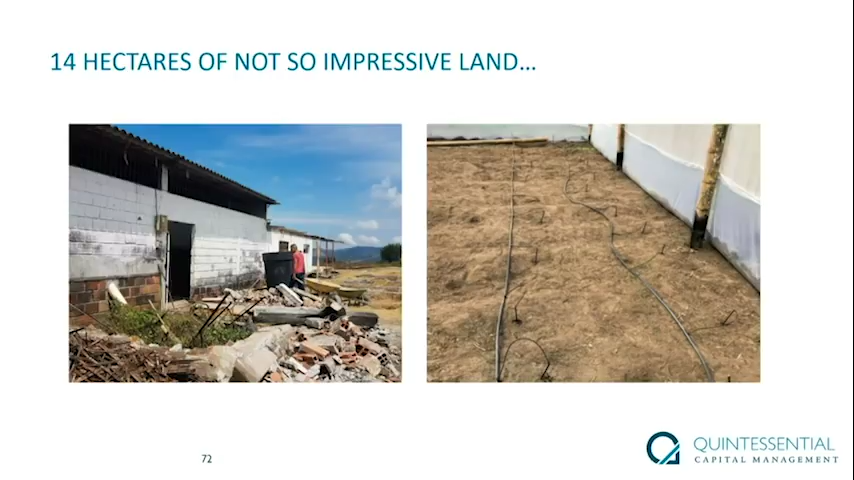 14 HECTARES OF NOT SO IMPRESSIVE LAND...
72
QUINTESSENTIAL
CAPITAL MANAGEMENT